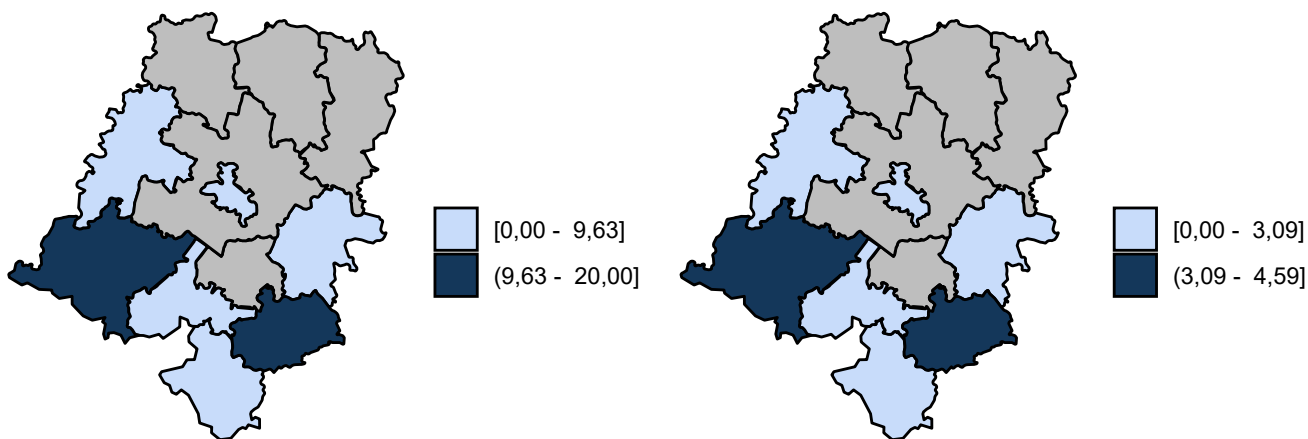 [0,00 - 9,63]
(9,63 - 20,00]
[0,00 - 3,09]
(3,09 - 4,59]